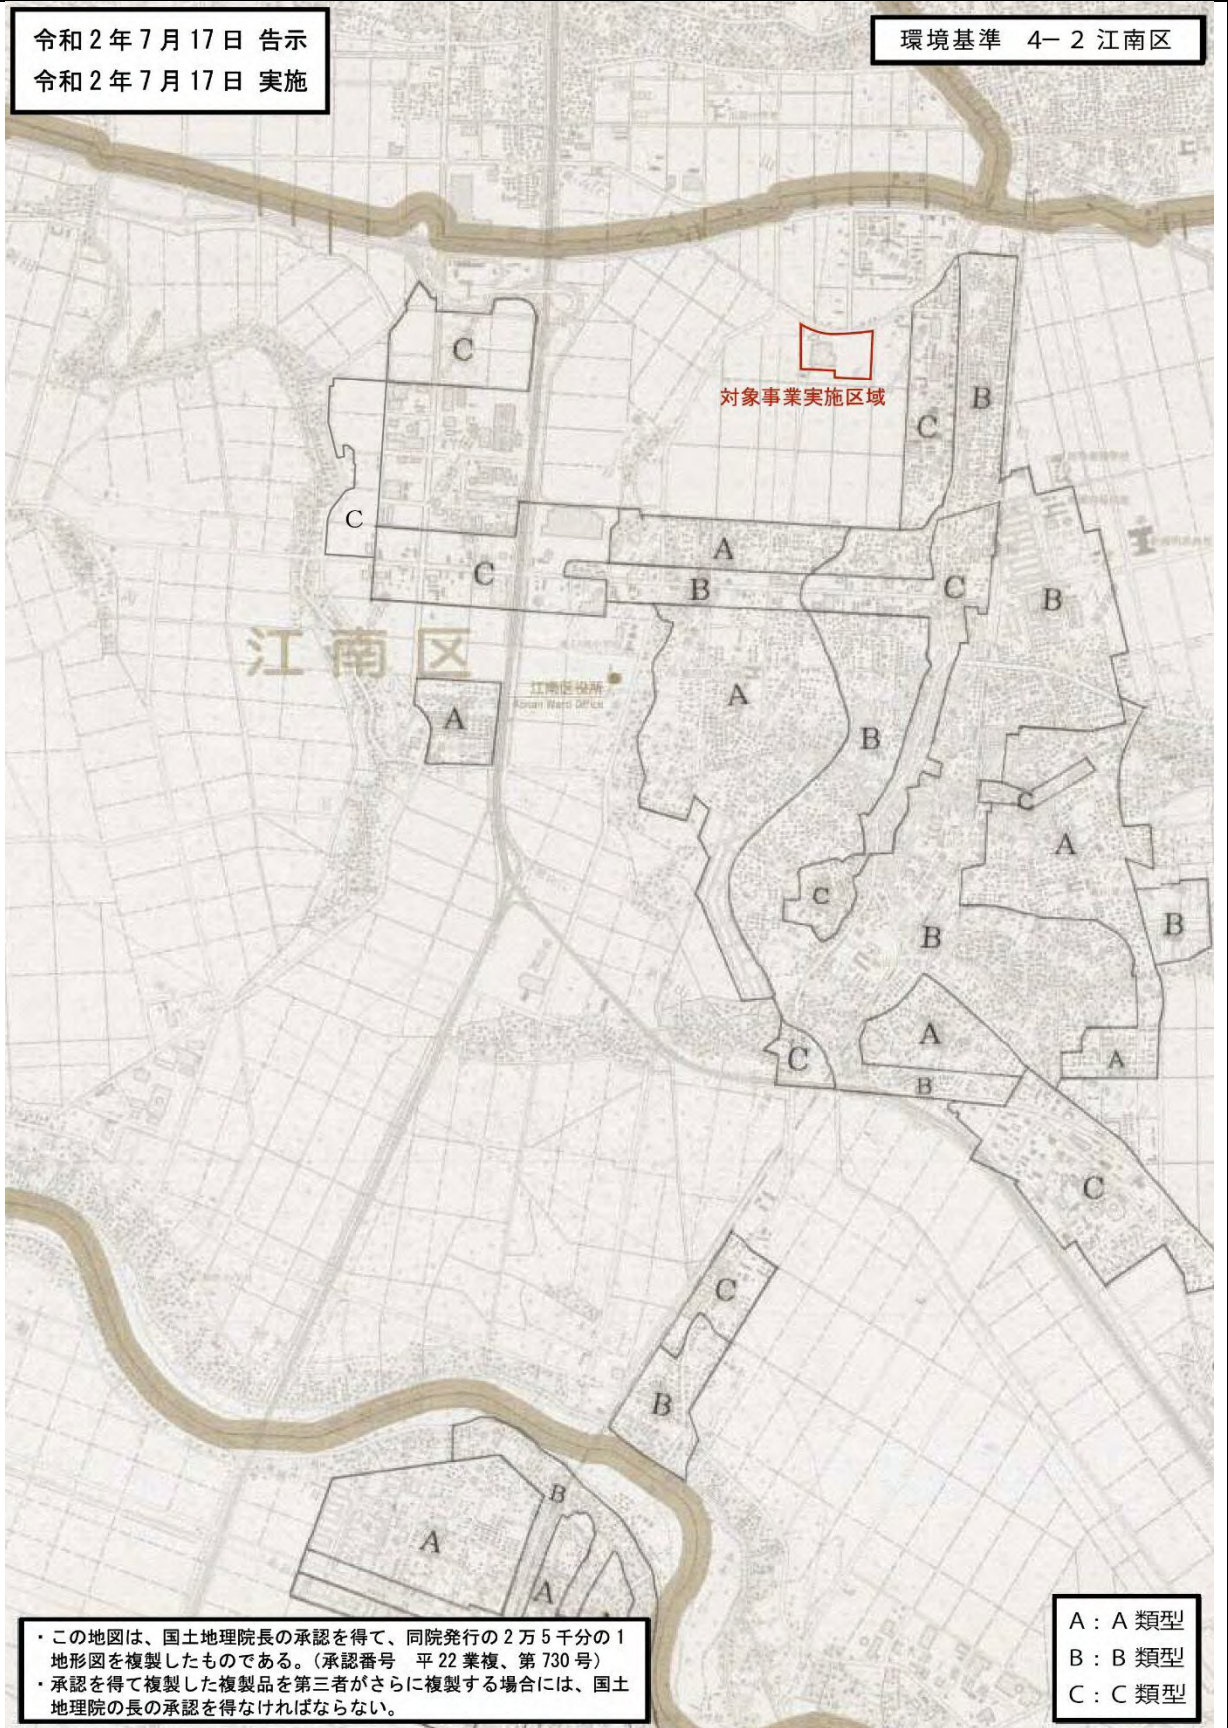 令和2年7月17日 告示
令和2年7月17日 実施
環境基準 4－2 江南区
C
B
対象事業実施区域
C
C
A
C
B
C
B
江南区
江南区役所
Konan Ward Office
A
A
B
C
A
C
B
B
A
C
A
B
C
C
B
B
A
A
・この地図は、国土地理院長の承認を得て、同院発行の2万5千分の1
地形図を複製したものである。（承認番号 平22業複、第730号）
・承認を得て複製した複製品を第三者がさらに複製する場合には、国土
地理院の長の承認を得なければならない。
A：A類型
B：B類型
C：C類型